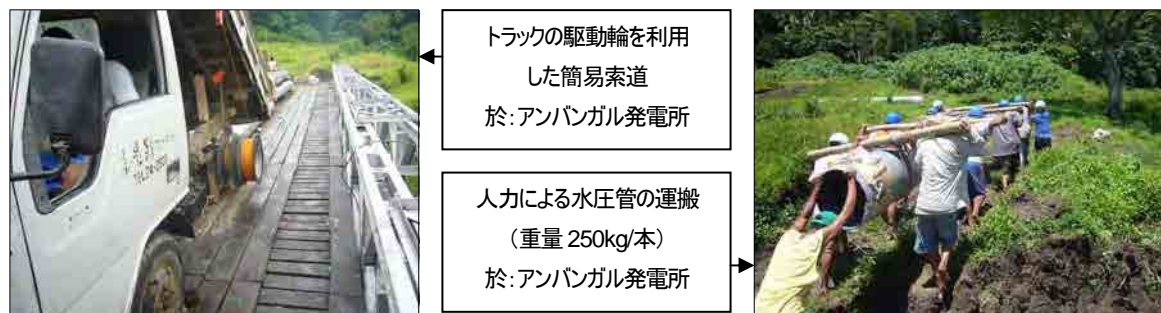 トラックの駆動輪を利用
した簡易索道
於：アンバンガル発電所
人力による水圧管の運搬
（重量 250kg/本）
於：アンバンガル発電所